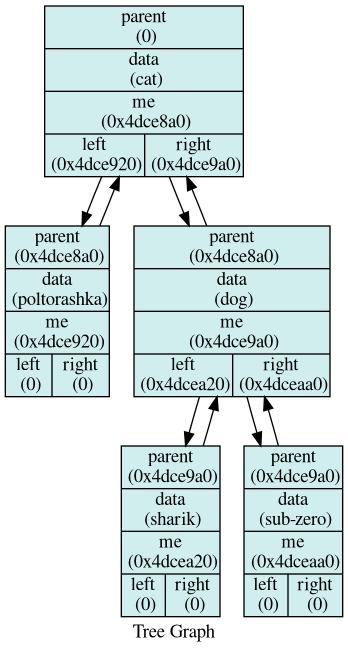 parent
(0)
data
(cat)
me
(0x4dce8a0)
left
(0x4dce920)
right
(0x4dce9a0)
parent
(0x4dce8a0)
data
(poltorashka)
me
(0x4dce920)
left
(0)
right
(0)
parent
(0x4dce8a0)
data
(dog)
me
(0x4dce9a0)
left
(0x4dcea20)
right
(0x4dceaa0)
parent
(0x4dce9a0)
data
(sharik)
me
(0x4dcea20)
left
(0)
right
(0)
parent
(0x4dce9a0)
data
(sub-zero)
me
(0x4dceaa0)
left
(0)
right
(0)
Tree Graph